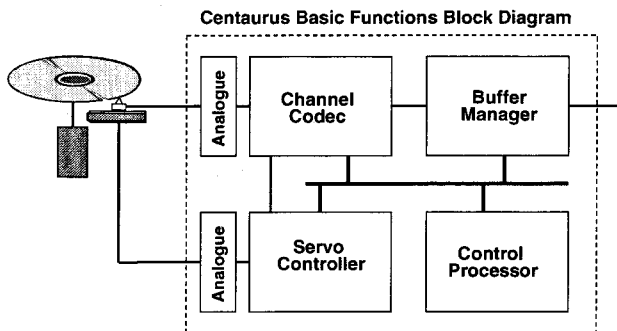 Centaurus Basic Functions Block Diagram
Analogue
Channel
Codec
Buffer
Manager
Analogue
Servo
Controller
Control
Processor